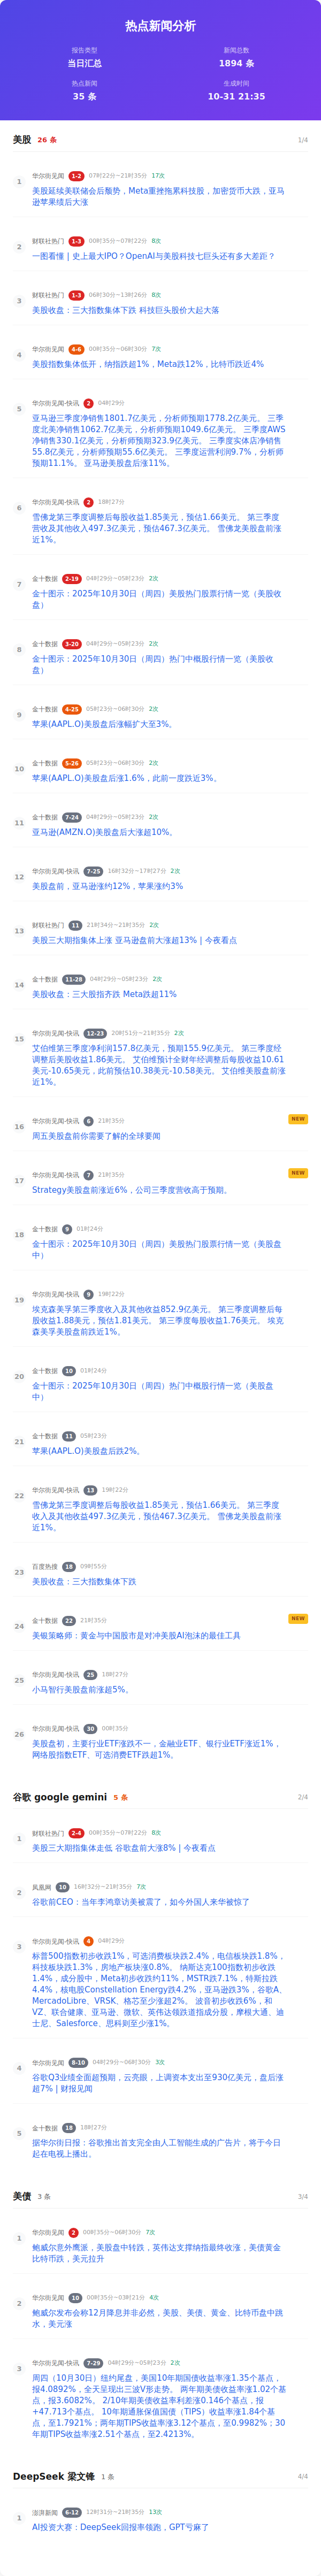 热点新闻分析
报告类型
当日汇总
新闻总数
1894 条
热点新闻
35 条
生成时间
10-31 21:35
美股 26 条 1/4
1
华尔街见闻 1-2 07时22分~21时35分 17次
美股延续美联储会后颓势，Meta重挫拖累科技股，加密货币大跌，亚马
逊苹果绩后大涨
2
财联社热门 1-3 00时35分~07时22分 8次
一图看懂 | 史上最大IPO？OpenAI与美股科技七巨头还有多大差距？
3
财联社热门 1-3 06时30分~13时26分 8次
美股收盘：三大指数集体下跌 科技巨头股价大起大落
4
华尔街见闻 4-6 00时35分~06时30分 7次
美股指数集体低开，纳指跌超1%，Meta跌12%，比特币跌近4%
5
华尔街见闻-快讯 2 04时29分
亚马逊三季度净销售1801.7亿美元，分析师预期1778.2亿美元。 三季
度北美净销售1062.7亿美元，分析师预期1049.6亿美元。 三季度AWS
净销售330.1亿美元，分析师预期323.9亿美元。 三季度实体店净销售
55.8亿美元，分析师预期55.6亿美元。 三季度运营利润9.7%，分析师
预期11.1%。 亚马逊美股盘后涨11%。
6
华尔街见闻-快讯 2 18时27分
雪佛龙第三季度调整后每股收益1.85美元，预估1.66美元。 第三季度
营收及其他收入497.3亿美元，预估467.3亿美元。 雪佛龙美股盘前涨
近1%。
7
金十数据 2-19 04时29分~05时23分 2次
金十图示：2025年10月30日（周四）美股热门股票行情一览（美股收
盘）
8
金十数据 3-20 04时29分~05时23分 2次
金十图示：2025年10月30日（周四）热门中概股行情一览（美股收
盘）
9
金十数据 4-25 05时23分~06时30分 2次
苹果(AAPL.O)美股盘后涨幅扩大至3%。
10
金十数据 5-26 05时23分~06时30分 2次
苹果(AAPL.O)美股盘后涨1.6%，此前一度跌近3%。
11
金十数据 7-24 04时29分~05时23分 2次
亚马逊(AMZN.O)美股盘后大涨超10%。
12
华尔街见闻-快讯 7-25 16时32分~17时27分 2次
美股盘前，亚马逊涨约12%，苹果涨约3%
13
财联社热门 11 21时34分~21时35分 2次
美股三大期指集体上涨 亚马逊盘前大涨超13% | 今夜看点
14
金十数据 11-28 04时29分~05时23分 2次
美股收盘：三大股指齐跌 Meta跌超11%
15
华尔街见闻-快讯 12-23 20时51分~21时35分 2次
艾伯维第三季度净利润157.8亿美元，预期155.9亿美元。 第三季度经
调整后美股收益1.86美元。 艾伯维预计全财年经调整后每股收益10.61
美元-10.65美元，此前预估10.38美元-10.58美元。 艾伯维美股盘前涨
近1%。
16
华尔街见闻-快讯 6 21时35分 NEW
周五美股盘前你需要了解的全球要闻
17
华尔街见闻-快讯 7 21时35分 NEW
Strategy美股盘前涨近6%，公司三季度营收高于预期。
18
金十数据 9 01时24分
金十图示：2025年10月30日（周四）美股热门股票行情一览（美股盘
中）
19
华尔街见闻-快讯 9 19时22分
埃克森美孚第三季度收入及其他收益852.9亿美元。 第三季度调整后每
股收益1.88美元，预估1.81美元。 第三季度每股收益1.76美元。 埃克
森美孚美股盘前跌近1%。
20
金十数据 10 01时24分
金十图示：2025年10月30日（周四）热门中概股行情一览（美股盘
中）
21
金十数据 11 05时23分
苹果(AAPL.O)美股盘后跌2%。
22
华尔街见闻-快讯 13 19时22分
雪佛龙第三季度调整后每股收益1.85美元，预估1.66美元。 第三季度
收入及其他收益497.3亿美元，预估467.3亿美元。 雪佛龙美股盘前涨
近1%。
23
百度热搜 18 09时55分
美股收盘：三大指数集体下跌
24
金十数据 22 21时35分 NEW
美银策略师：黄金与中国股市是对冲美股AI泡沫的最佳工具
25
华尔街见闻-快讯 25 18时27分
小马智行美股盘前涨超5%。
26
华尔街见闻-快讯 30 00时35分
美股盘初，主要行业ETF涨跌不一，金融业ETF、银行业ETF涨近1%，
网络股指数ETF、可选消费ETF跌超1%。
谷歌 google gemini 5 条 2/4
1
财联社热门 2-4 00时35分~07时22分 8次
美股三大期指集体走低 谷歌盘前大涨8% | 今夜看点
2
凤凰网 10 16时32分~21时35分 7次
谷歌前CEO：当年李鸿章访美被震了，如今外国人来华被惊了
3
华尔街见闻-快讯 4 04时29分
标普500指数初步收跌1%，可选消费板块跌2.4%，电信板块跌1.8%，
科技板块跌1.3%，房地产板块涨0.8%。 纳斯达克100指数初步收跌
1.4%，成分股中，Meta初步收跌约11%，MSTR跌7.1%，特斯拉跌
4.4%，核电股Constellation Energy跌4.2%，亚马逊跌3%，谷歌A、
MercadoLibre、VRSK、格芯至少涨超2%。 波音初步收跌6%，和
VZ、联合健康、亚马逊、微软、英伟达领跌道指成分股，摩根大通、迪
士尼、Salesforce、思科则至少涨1%。
4
华尔街见闻 8-10 04时29分~06时30分 3次
谷歌Q3业绩全面超预期，云亮眼，上调资本支出至930亿美元，盘后涨
超7% | 财报见闻
5
金十数据 18 18时27分
据华尔街日报：谷歌推出首支完全由人工智能生成的广告片，将于今日
起在电视上播出。
美债 3 条 3/4
1
华尔街见闻 2 00时35分~06时30分 7次
鲍威尔意外鹰派，美股盘中转跌，英伟达支撑纳指最终收涨，美债黄金
比特币跌，美元拉升
2
华尔街见闻 10 00时35分~03时21分 4次
鲍威尔发布会称12月降息并非必然，美股、美债、黄金、比特币盘中跳
水，美元涨
3
华尔街见闻-快讯 7-29 04时29分~05时23分 2次
周四（10月30日）纽约尾盘，美国10年期国债收益率涨1.35个基点，
报4.0892%，全天呈现出三波V形走势。 两年期美债收益率涨1.02个基
点，报3.6082%。 2/10年期美债收益率利差涨0.146个基点，报
+47.713个基点。 10年期通胀保值国债（TIPS）收益率涨1.84个基
点，至1.7921%；两年期TIPS收益率涨3.12个基点，至0.9982%；30
年期TIPS收益率涨2.51个基点，至2.4213%。
DeepSeek 梁文锋 1 条 4/4
1
澎湃新闻 6-12 12时31分~21时35分 13次
AI投资大赛：DeepSeek回报率领跑，GPT亏麻了